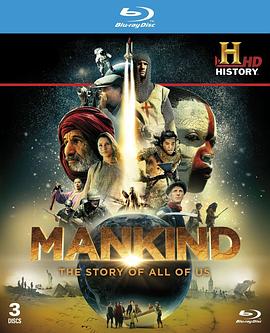 Blu-ray Disc
H HD
HISTORY
MANKIND
THE STORY OF ALL OF US
3
DISCS
Blu-ray Disc